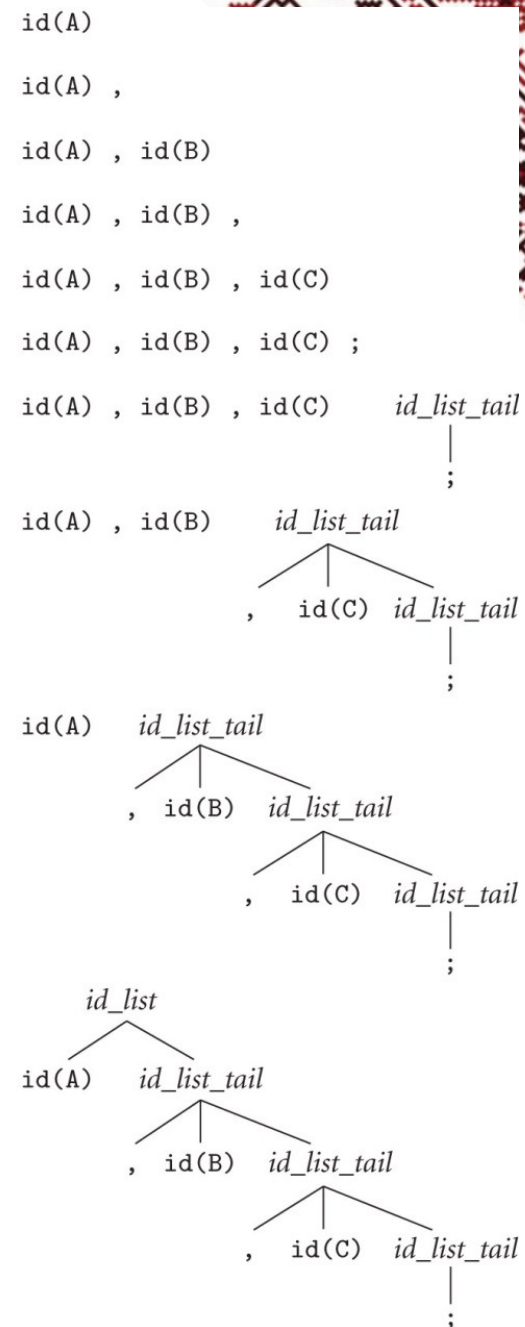 id(A)
id(A) ,
id(A) , id(B)
id(A) , id(B) ,
id(A) , id(B) , id(C)
id(A) , id(B) , id(C) ;
id(A) , id(B) , id(C) id_list_tail
;
id(A) , id(B) id_list_tail
, id(C) id_list_tail
;
id(A) id_list_tail
, id(B) id_list_tail
, id(C) id_list_tail
;
id_list
id(A) id_list_tail
, id(B) id_list_tail
, id(C) id_list_tail
;